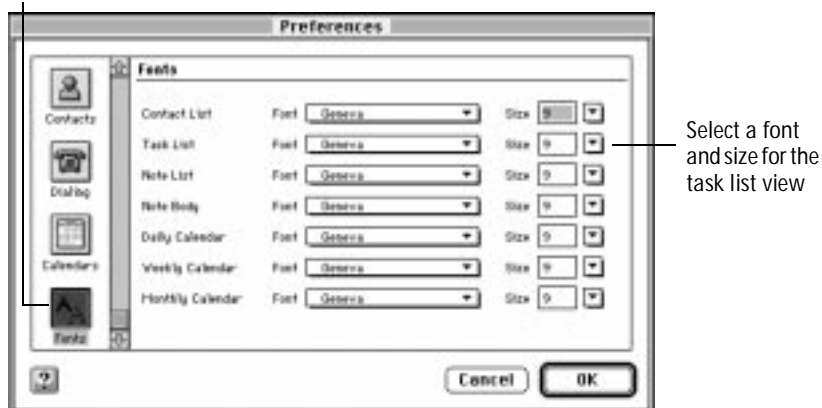 Preferences
Contacts
Dialing
Calendars
Fonts
Fonts
Contact List Font Geneva Size 9
Task List Font Geneva Size 9
Note List Font Geneva Size 9
Note Body Font Geneva Size 9
Daily Calendar Font Geneva Size 9
Weekly Calendar Font Geneva Size 9
Monthly Calendar Font Geneva Size 9
?
Cancel OK
Select a font
and size for the
task list view